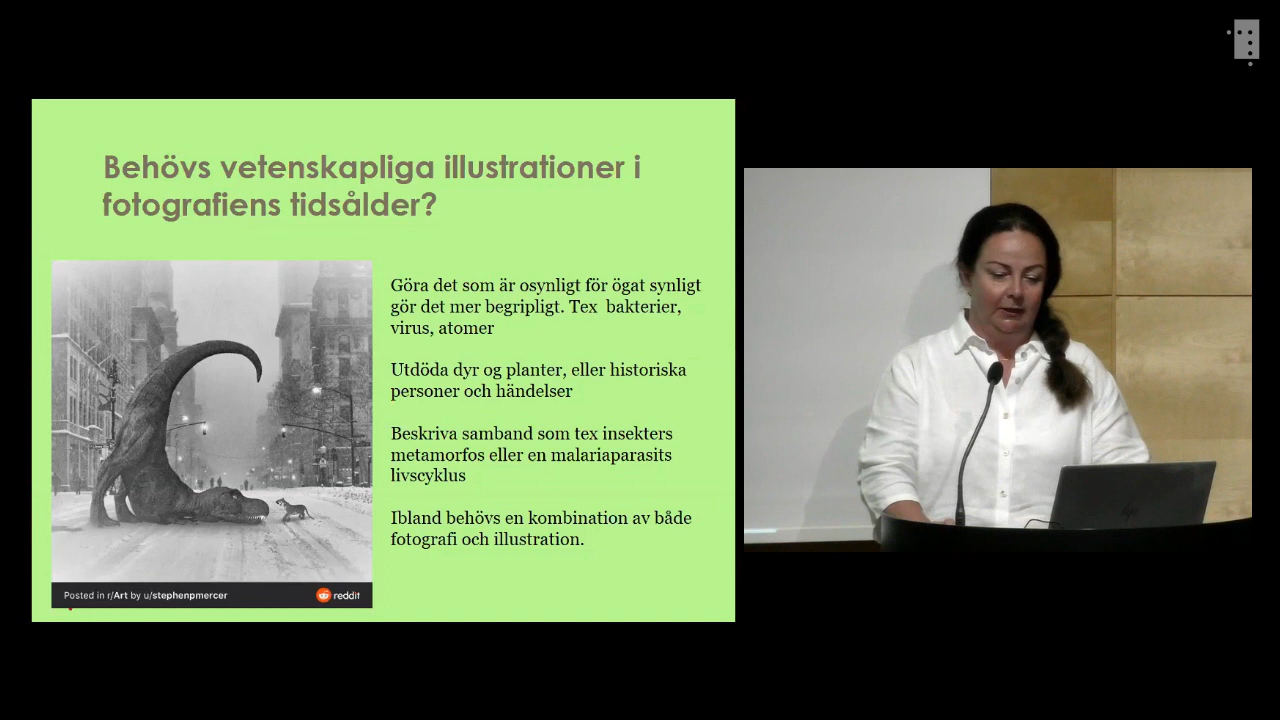 Behövs vetenskapliga illustrationer i
fotografiens tidsålder?
Göra det som är osynligt för ögat synligt
gör det mer begripligt. Tex  bakterier,
virus, atomer
Utdöda dyr og planter, eller historiska
personer och händelser
Beskriva samband som tex insekters
metamorfos eller en malariaparasits
livscyklus
Ibland behövs en kombination av både
fotografi och illustration.
Posted in r/Art by u/stephenpmercer
reddit